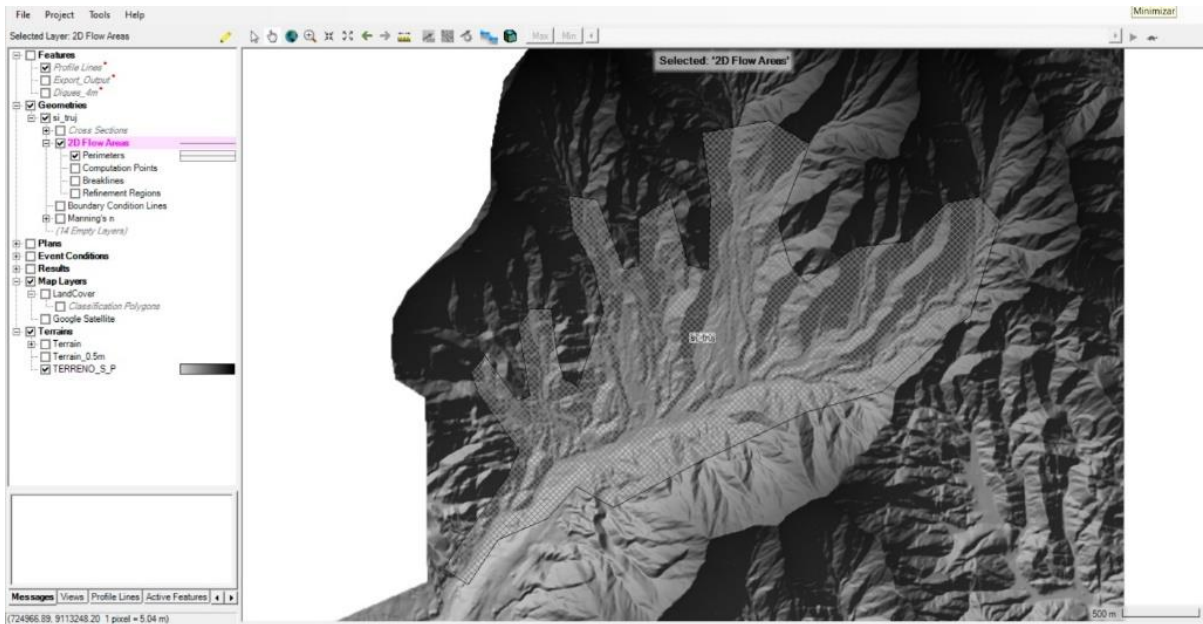 File Project Tools Help
Minimizar
Selected Layer: 2D Flow Areas
Max Min
Selected: '2D Flow Areas'
Features
Profile Lines*
Export_Output*
Diques_4m*
Geometries
si_truj
Cross Sections
2D Flow Areas
Perimeters
Computation Points
Breaklines
Refinement Regions
Boundary Condition Lines
Manning's n
(14 Empty Layers)
Plans
Event Conditions
Results
Map Layers
LandCover
Classification Polygons
Google Satellite
Terrains
Terrain
Terrain_0.5m
TERRENO_S_P
si-truj
Messages Views Profile Lines Active Features
500 m
(724966.89, 9113248.20 1 pixel = 5.04 m)